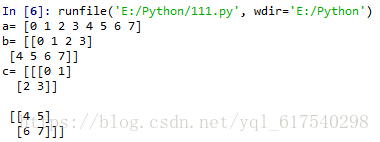 In [6]: runfile('E:/Python/111.py', wdir='E:/Python')
a= [0 1 2 3 4 5 6 7]
b= [[0 1 2 3]
 [4 5 6 7]]
c= [[[0 1]
  [2 3]]

 [[4 5]
  [6 7]]]
https://blog.csdn.net/yql_617540298